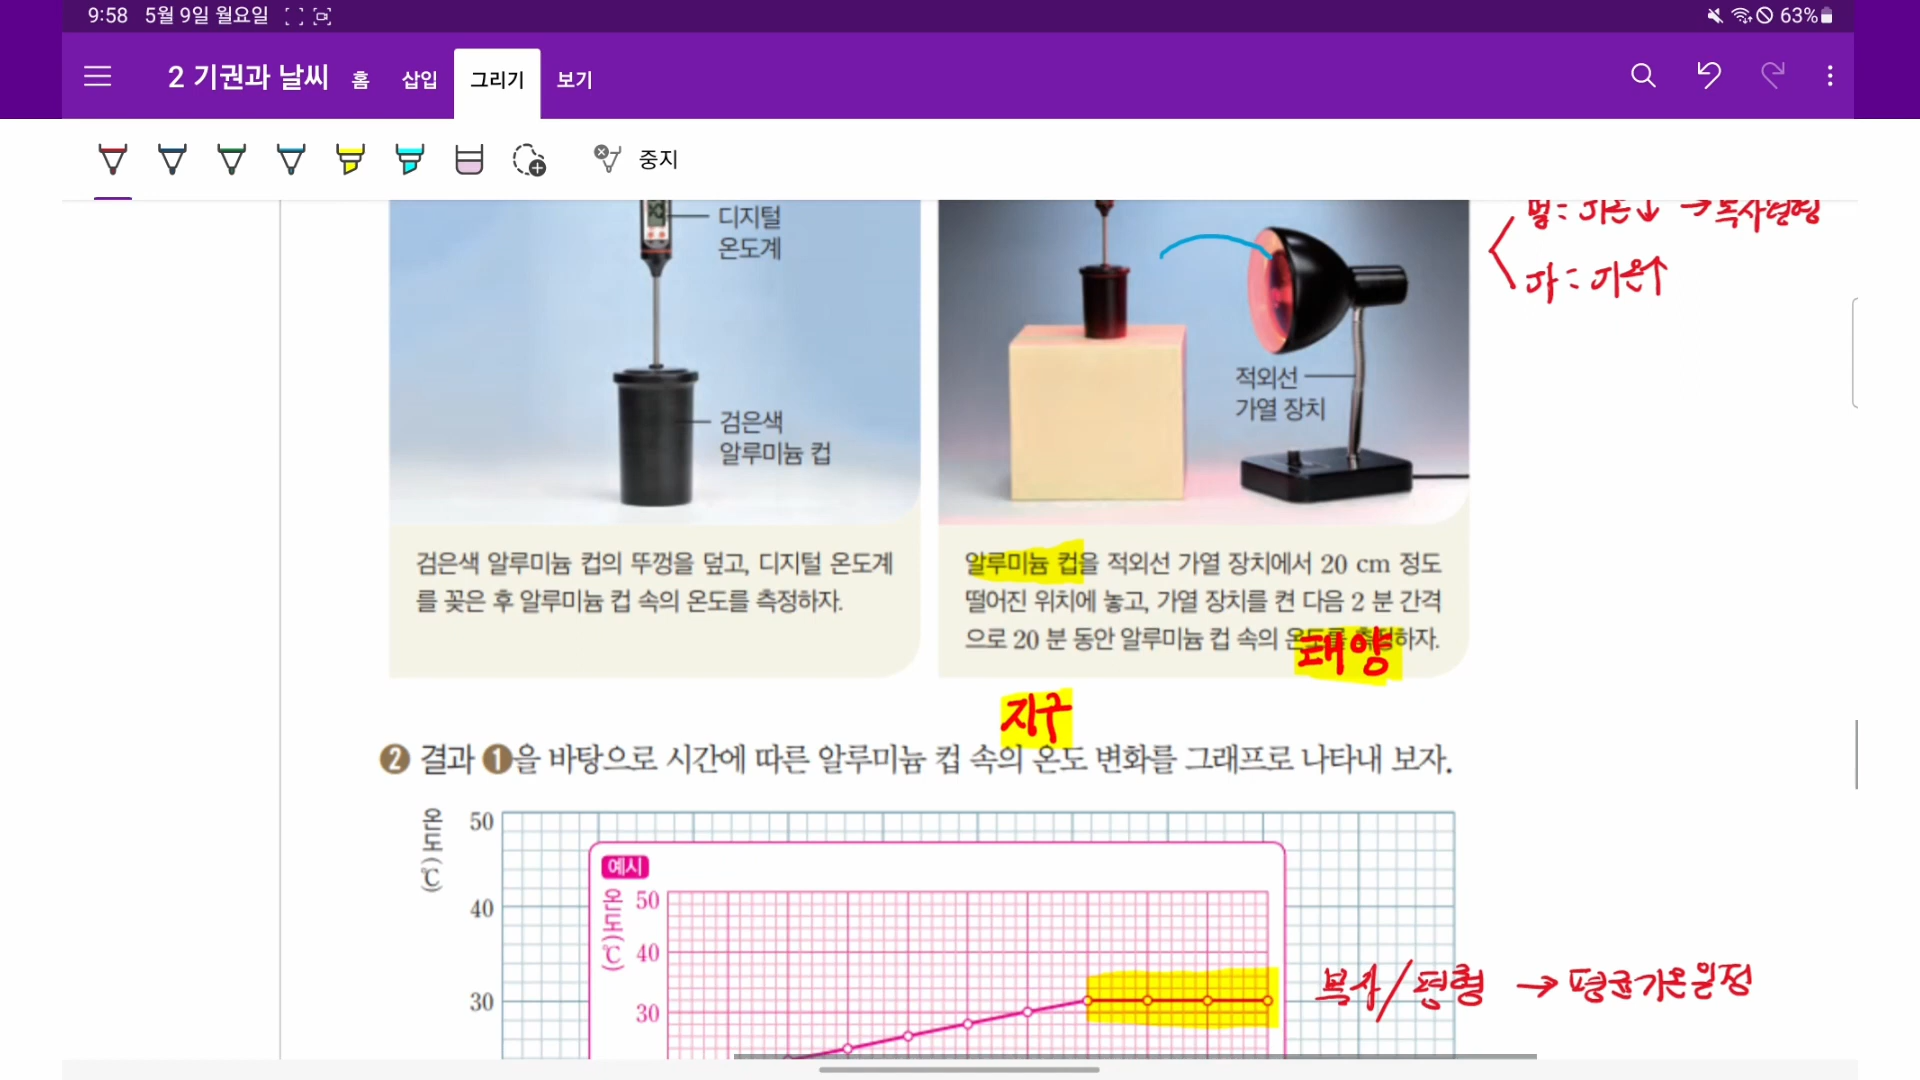 9:58 5월 9일 월요일
63%
2 기권과 날씨 홈 삽입 그리기 보기
중지
디지털
온도계
검은색
알루미늄 컵
적외선
가열 장치
→ 복사평형
기온↑
검은색 알루미늄 컵의 뚜껑을 덮고, 디지털 온도계
를 꽂은 후 알루미늄 컵 속의 온도를 측정하자.
알루미늄 컵을 적외선 가열 장치에서 20 cm 정도
떨어진 위치에 놓고, 가열 장치를 켠 다음 2 분 간격
으로 20 분 동안 알루미늄 컵 속의 온도를 측정하자.
태양
지구
❷ 결과 ❶을 바탕으로 시간에 따른 알루미늄 컵 속의 온도 변화를 그래프로 나타내 보자.
온도(℃)
50
40
30
예시
온도(℃)
50
40
30
복사/평형 → 평균기온일정